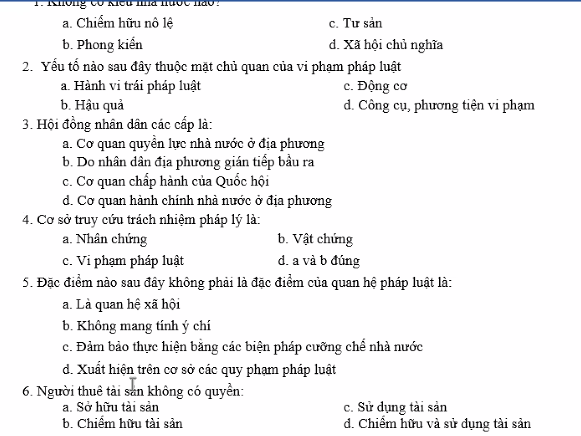 1. Không có kiểu nhà nước nào?
a. Chiếm hữu nô lệ
c. Tư sản
b. Phong kiến
d. Xã hội chủ nghĩa
2. Yếu tố nào sau đây thuộc mặt chủ quan của vi phạm pháp luật
a. Hành vi trái pháp luật
c. Động cơ
b. Hậu quả
d. Công cụ, phương tiện vi phạm
3. Hội đồng nhân dân các cấp là:
a. Cơ quan quyền lực nhà nước ở địa phương
b. Do nhân dân địa phương gián tiếp bầu ra
c. Cơ quan chấp hành của Quốc hội
d. Cơ quan hành chính nhà nước ở địa phương
4. Cơ sở truy cứu trách nhiệm pháp lý là:
a. Nhân chứng
b. Vật chứng
c. Vi phạm pháp luật
d. a và b đúng
5. Đặc điểm nào sau đây không phải là đặc điểm của quan hệ pháp luật là:
a. Là quan hệ xã hội
b. Không mang tính ý chí
c. Đảm bảo thực hiện bằng các biện pháp cưỡng chế nhà nước
d. Xuất hiện trên cơ sở các quy phạm pháp luật
6. Người thuê tài sản không có quyền:
a. Sở hữu tài sản
c. Sử dụng tài sản
b. Chiếm hữu tài sản
d. Chiếm hữu và sử dụng tài sản